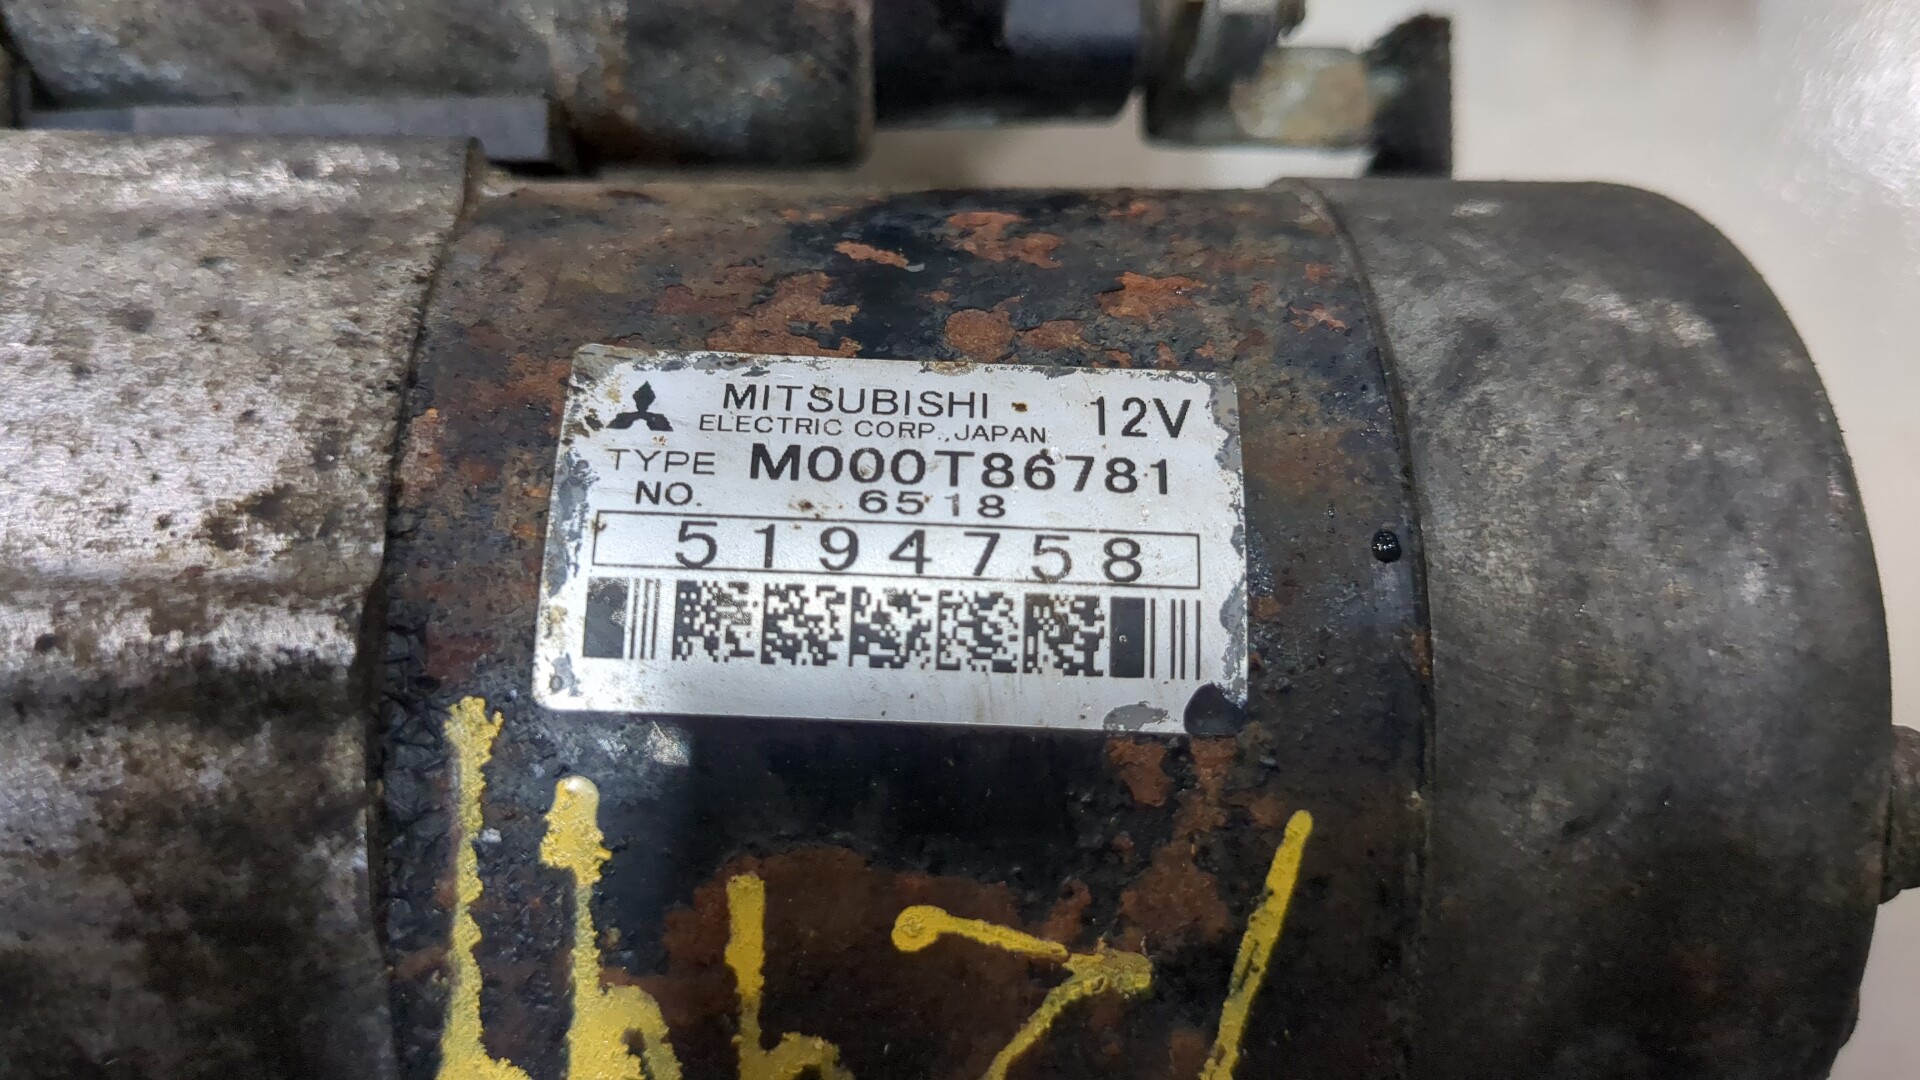 MITSUBISHI 12V
ELECTRIC CORP., JAPAN
TYPE M000T86781
NO. 6518
5194758